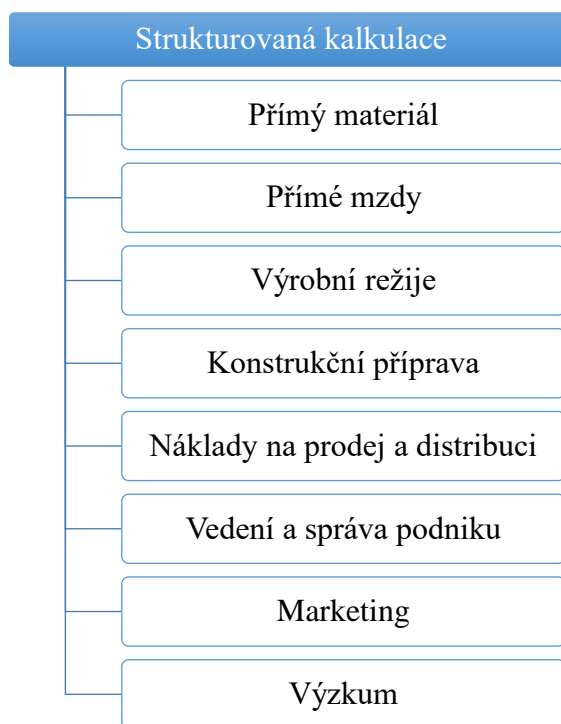 Strukturovaná kalkulace
Přímý materiál
Přímé mzdy
Výrobní režije
Konstrukční příprava
Náklady na prodej a distribuci
Vedení a správa podniku
Marketing
Výzkum